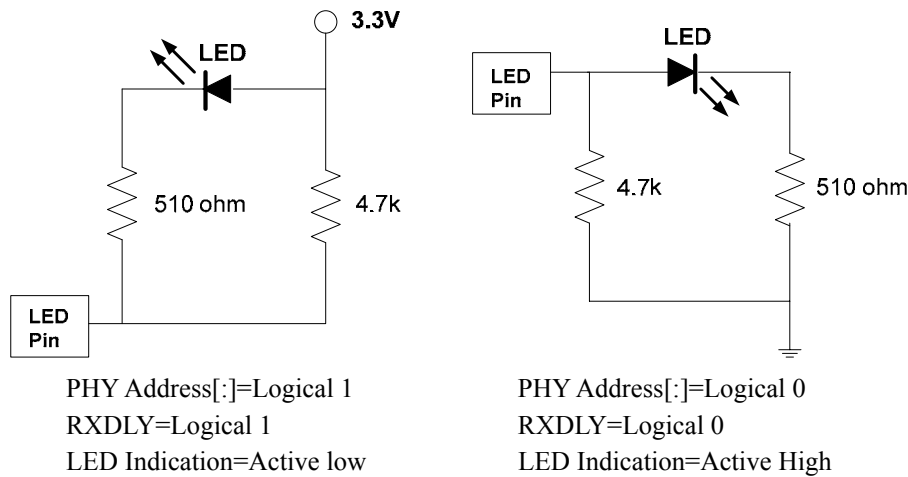 3.3V
LED
510 ohm
4.7k
LED
Pin
PHY Address[:]=Logical 1
RXDLY=Logical 1
LED Indication=Active low
LED
LED
Pin
4.7k
510 ohm
PHY Address[:]=Logical 0
RXDLY=Logical 0
LED Indication=Active High